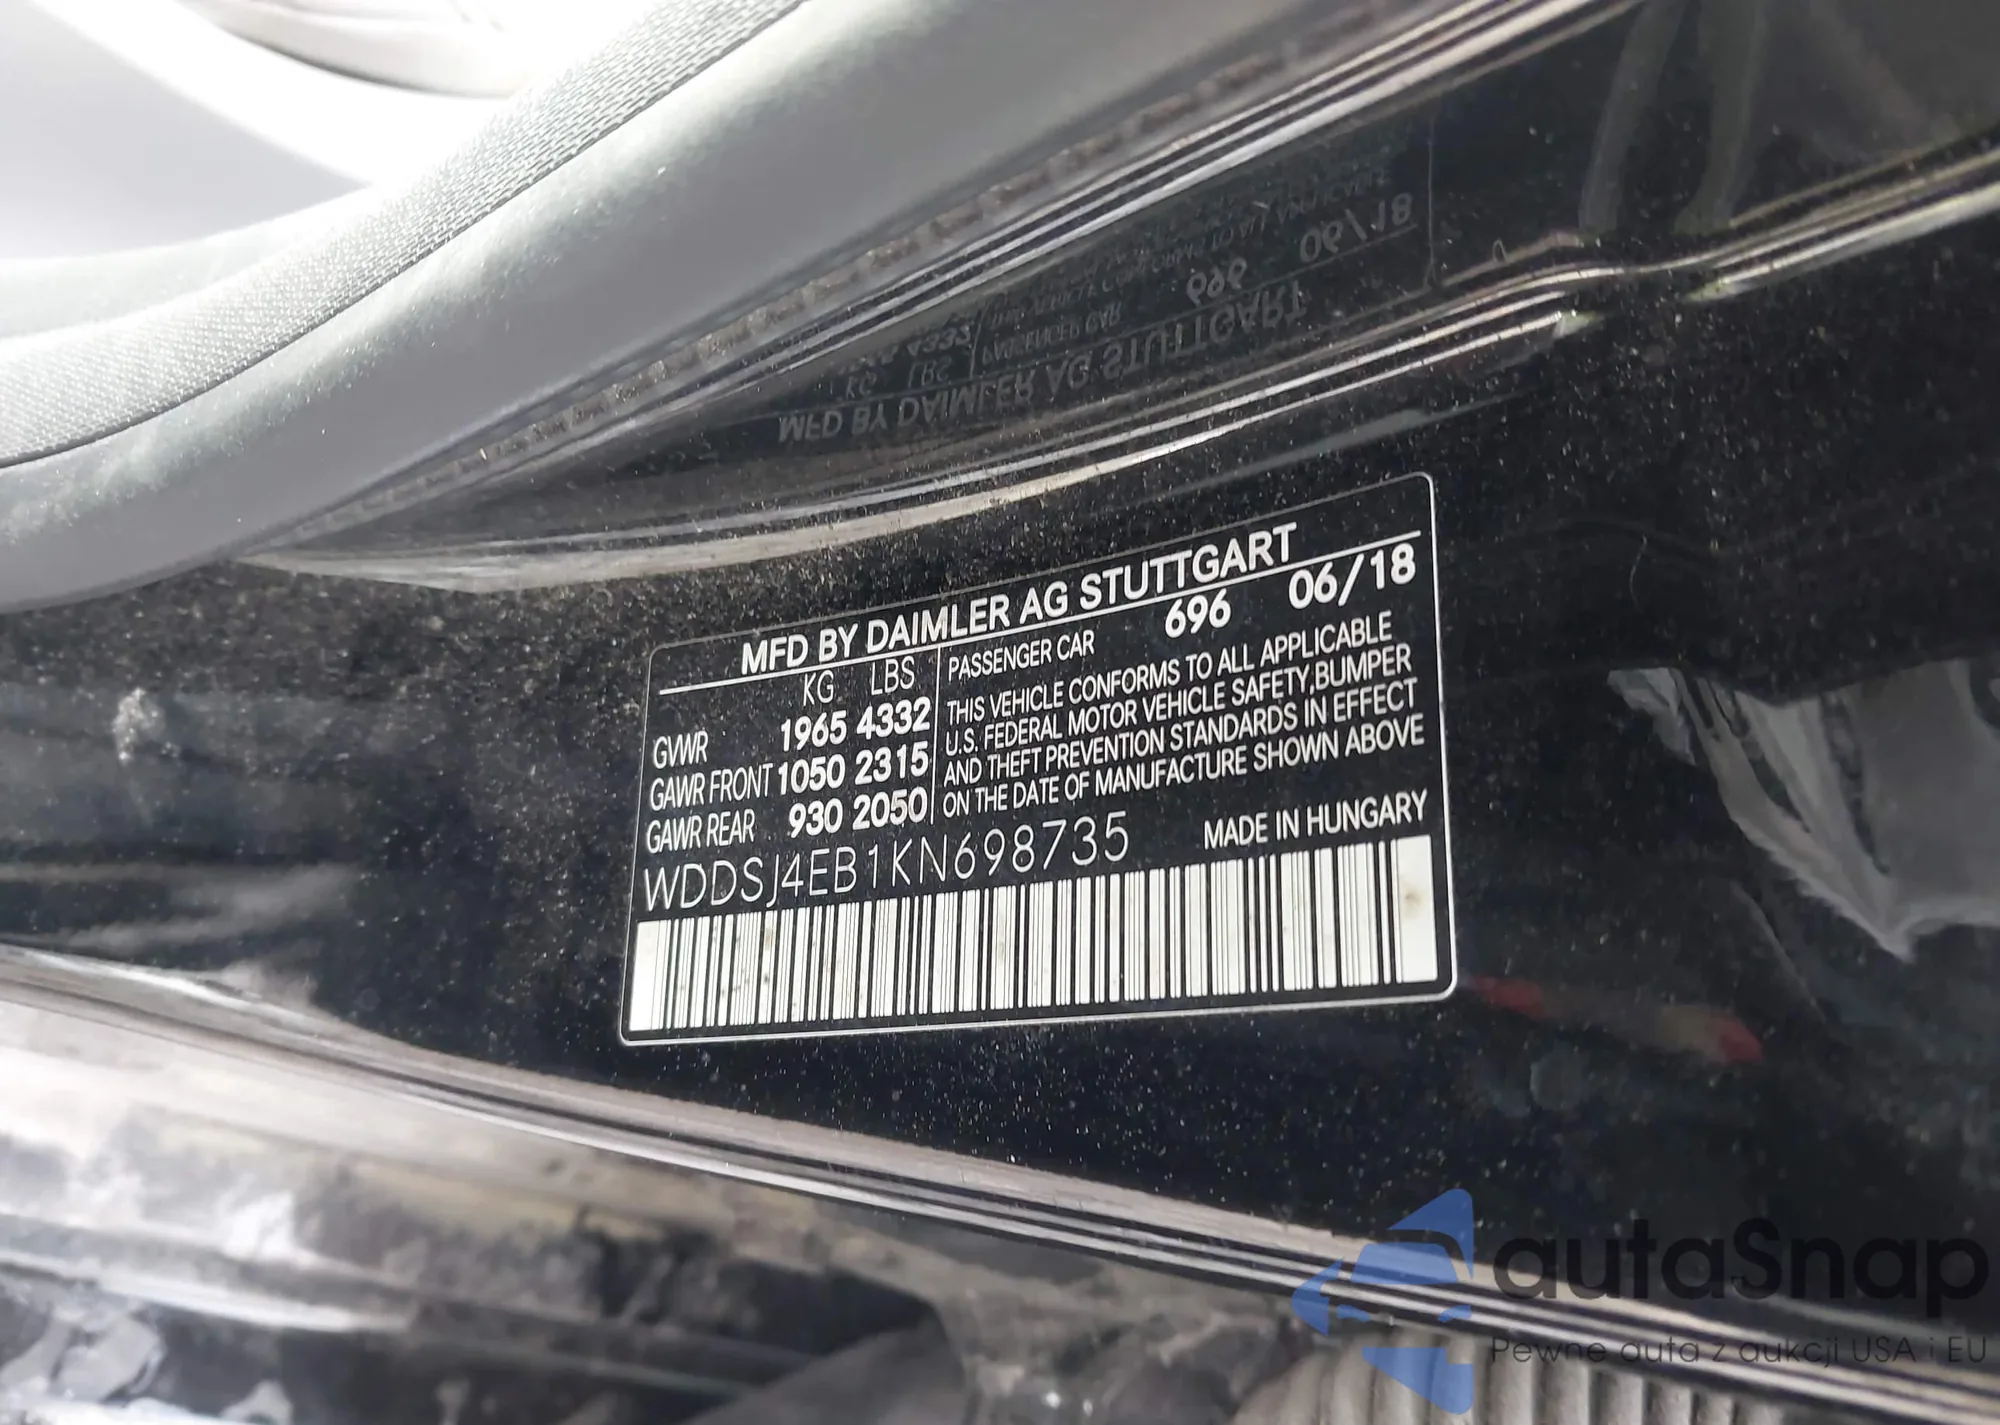 MFD BY DAIMLER AG STUTTGART
KG LBS PASSENGER CAR 696 06/18
GVWR 1965 4332
GAWR FRONT 1050 2315
GAWR REAR 930 2050
THIS VEHICLE CONFORMS TO ALL APPLICABLE
U.S. FEDERAL MOTOR VEHICLE SAFETY,BUMPER
AND THEFT PREVENTION STANDARDS IN EFFECT
ON THE DATE OF MANUFACTURE SHOWN ABOVE
WDDSJ4EB1KN698735 MADE IN HUNGARY
autaSnap
Pewne auta z aukcji USA i EU